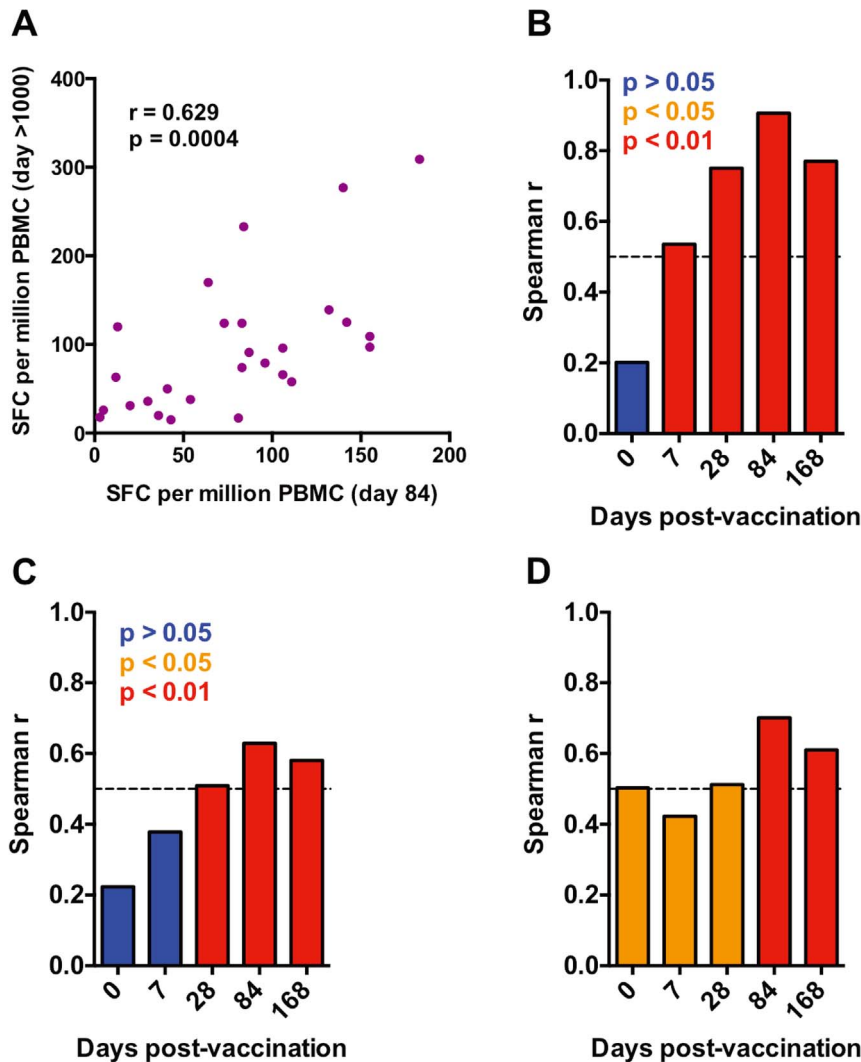 A
SFC per million PBMC (day >1000)
400
300
200
100
0
r = 0.629
p = 0.0004
0 50 100 150 200
SFC per million PBMC (day 84)
B
Spearman r
1.0
0.8
0.6
0.4
0.2
0.0
p > 0.05
p < 0.05
p < 0.01
0 7 28 84 168
Days post-vaccination
C
Spearman r
1.0
0.8
0.6
0.4
0.2
0.0
p > 0.05
p < 0.05
p < 0.01
0 7 28 84 168
Days post-vaccination
D
Spearman r
1.0
0.8
0.6
0.4
0.2
0.0
0 7 28 84 168
Days post-vaccination